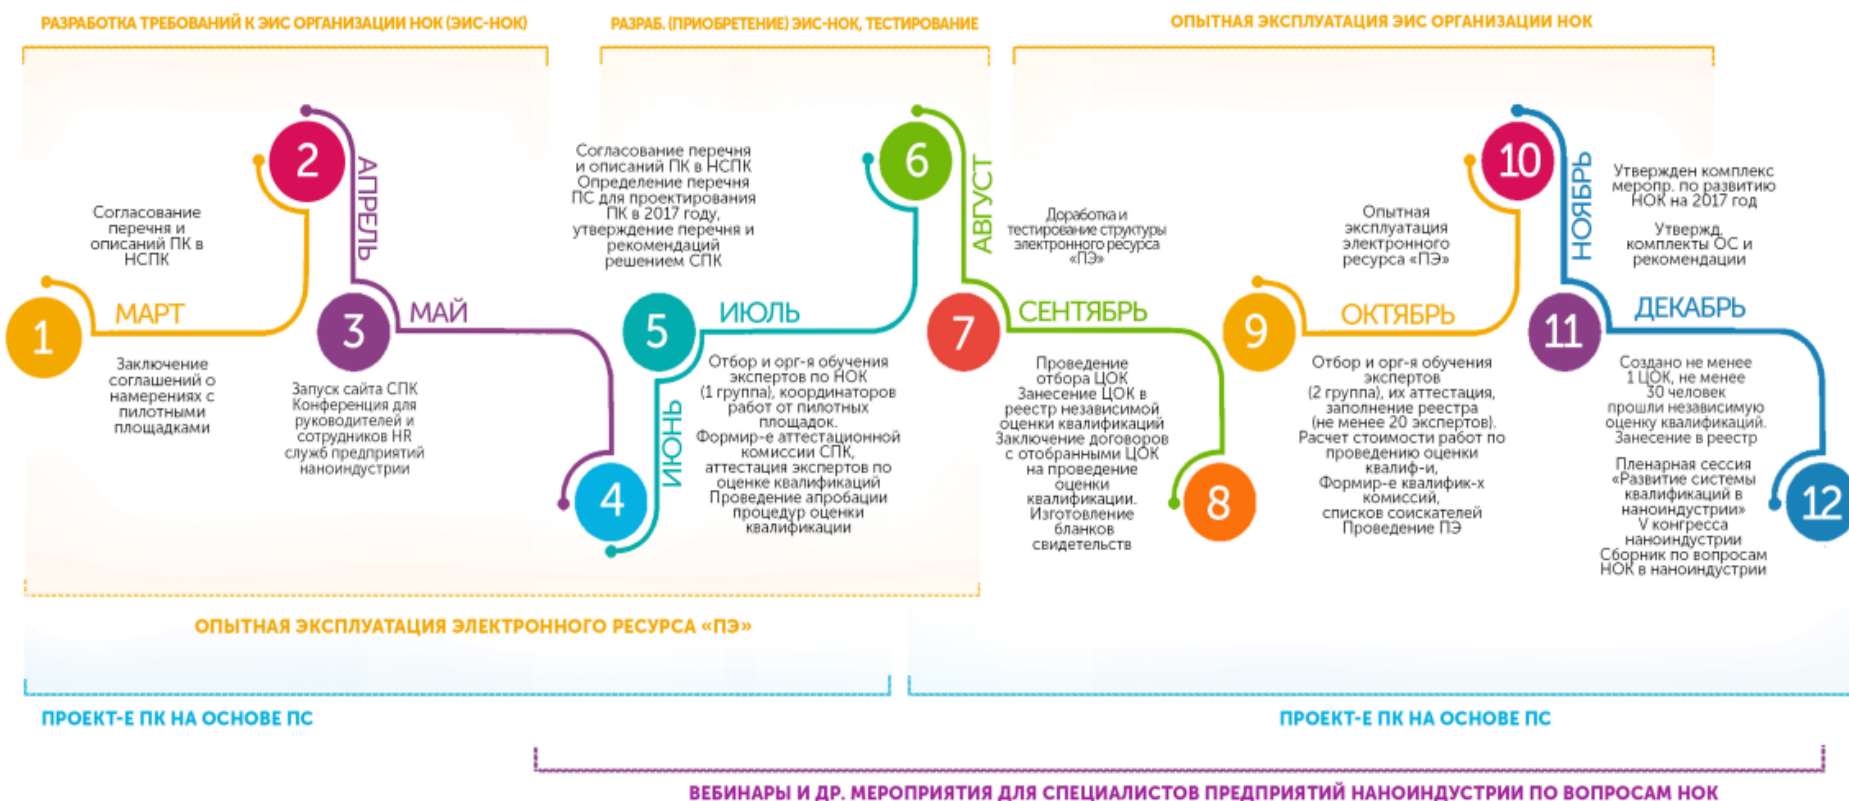 РАЗРАБОТКА ТРЕБОВАНИЙ К ЭИС ОРГАНИЗАЦИИ НОК (ЭИС-НОК)
РАЗРАБ. (ПРИОБРЕТЕНИЕ) ЭИС-НОК, ТЕСТИРОВАНИЕ
ОПЫТНАЯ ЭКСПЛУАТАЦИЯ ЭИС ОРГАНИЗАЦИИ НОК
1
МАРТ
Согласование
перечня и
описаний ПК в
НСПК
Заключение
соглашений о
намерениях с
пилотными
площадками
2
АПРЕЛЬ
3
МАЙ
Запуск сайта СПК
Конференция для
руководителей и
сотрудников HR
служб предприятий
наноиндустрии
4
ИЮНЬ
5
ИЮЛЬ
Согласование перечня
и описаний ПК в НСПК
Определение перечня
ПС для проектирования
ПК в 2017 году,
утверждение перечня и
рекомендаций
решением СПК
Отбор и орг-я обучения
экспертов по НОК
(1 группа), координаторов
работ от пилотных
площадок.
Формир-е аттестационной
комиссии СПК,
аттестация экспертов по
оценке квалификаций
Проведение апробации
процедур оценки
квалификации
6
АВГУСТ
Доработка и
тестирование структуры
электронного ресурса
«ПЭ»
7
СЕНТЯБРЬ
Проведение
отбора ЦОК
Занесение ЦОК в
реестр независимой
оценки квалификаций
Заключение договоров
с отобранными ЦОК
на проведение
оценки
квалификации.
Изготовление
бланков
свидетельств
8
9
ОКТЯБРЬ
Опытная
эксплуатация
электронного
ресурса «ПЭ»
Отбор и орг-я обучения
экспертов
(2 группа), их аттестация,
заполнение реестра
(не менее 20 экспертов).
Расчет стоимости работ по
проведению оценки
квалиф-и,
Формир-е квалифик-х
комиссий,
списков соискателей
Проведение ПЭ
10
НОЯБРЬ
Утвержден комплекс
меропр. по развитию
НОК на 2017 год
Утвержд.
комплекты ОС и
рекомендации
11
ДЕКАБРЬ
Создано не менее
1 ЦОК, не менее
30 человек
прошли независимую
оценку квалификаций.
Занесение в реестр
Пленарная сессия
«Развитие системы
квалификаций в
наноиндустрии»
V конгресса
наноиндустрии
Сборник по вопросам
НОК в наноиндустрии
12
ОПЫТНАЯ ЭКСПЛУАТАЦИЯ ЭЛЕКТРОННОГО РЕСУРСА «ПЭ»
ПРОЕКТ-Е ПК НА ОСНОВЕ ПС
ПРОЕКТ-Е ПК НА ОСНОВЕ ПС
ВЕБИНАРЫ И ДР. МЕРОПРИЯТИЯ ДЛЯ СПЕЦИАЛИСТОВ ПРЕДПРИЯТИЙ НАНОИНДУСТРИИ ПО ВОПРОСАМ НОК